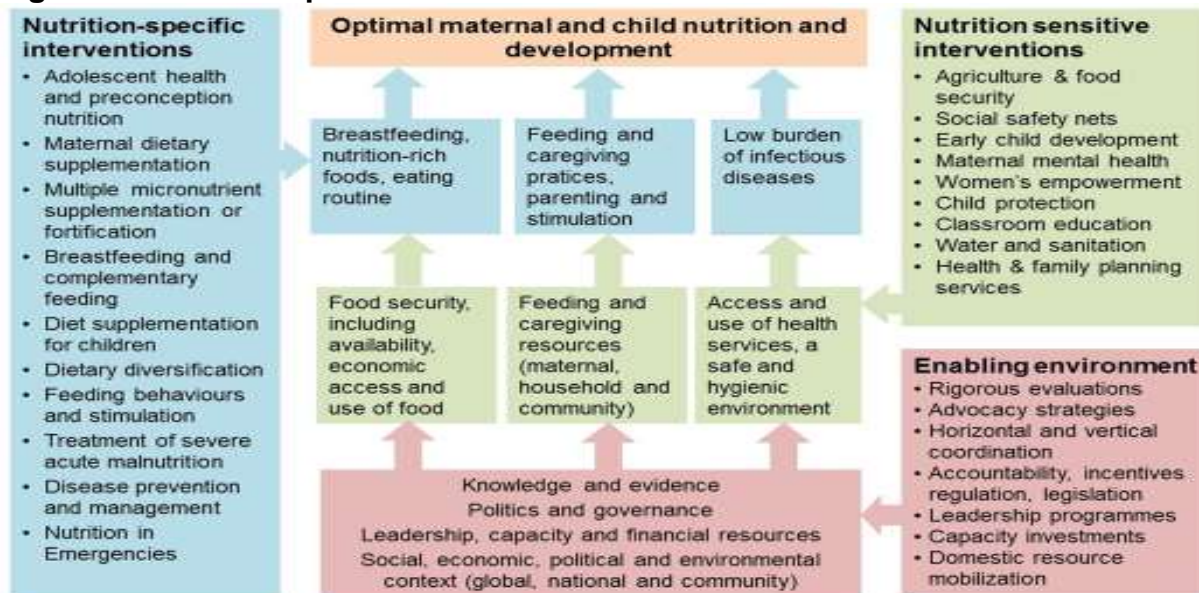 Nutrition-specific
interventions
• Adolescent health
and preconception
nutrition
• Maternal dietary
supplementation
• Multiple micronutrient
supplementation or
fortification
• Breastfeeding and
complementary
feeding
• Diet supplementation
for children
• Dietary diversification
• Feeding behaviours
and stimulation
• Treatment of severe
acute malnutrition
• Disease prevention
and management
• Nutrition in
Emergencies
Optimal maternal and child nutrition and
development
Breastfeeding,
nutrition-rich
foods, eating
routine
Feeding and
caregiving
pratices,
parenting and
stimulation
Low burden
of infectious
diseases
Food security,
including
availability,
economic
access and
use of food
Feeding and
caregiving
resources
(maternal,
household and
community)
Access and
use of health
services, a
safe and
hygienic
environment
Knowledge and evidence
Politics and governance
Leadership, capacity and financial resources
Social, economic, political and environmental
context (global, national and community)
Nutrition sensitive
interventions
• Agriculture & food
security
• Social safety nets
• Early child development
• Maternal mental health
• Women's empowerment
• Child protection
• Classroom education
• Water and sanitation
• Health & family planning
services
Enabling environment
• Rigorous evaluations
• Advocacy strategies
• Horizontal and vertical
coordination
• Accountability, incentives
regulation, legislation
• Leadership programmes
• Capacity investments
• Domestic resource
mobilization